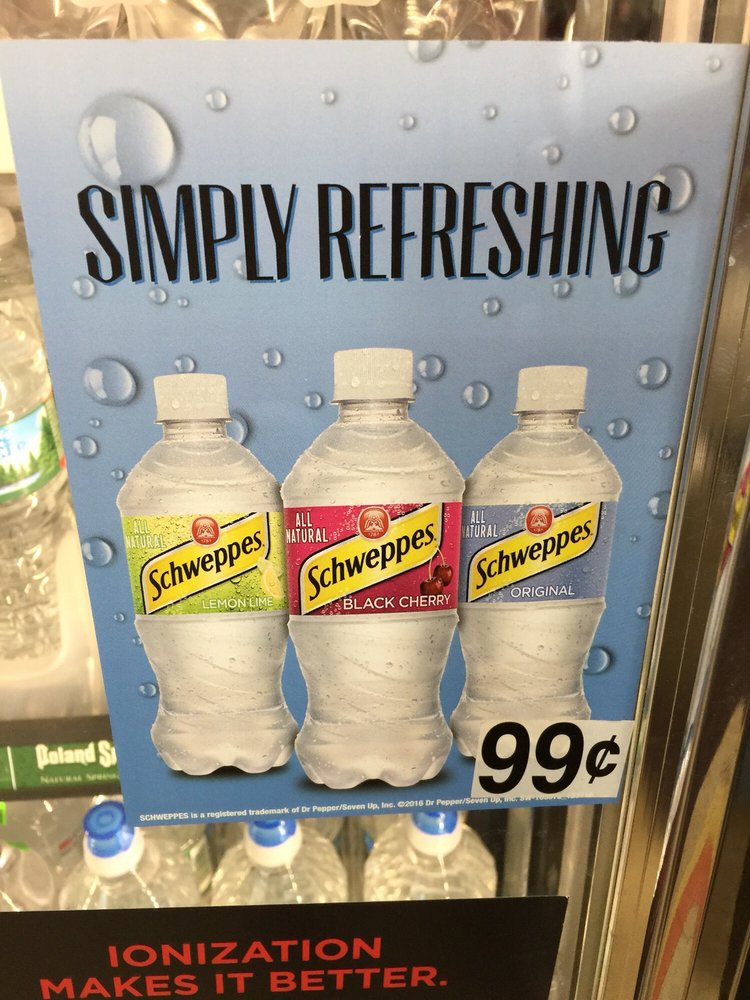 SIMPLY REFRESHING
ALL
NATURAL
Schweppes
LEMON LIME
ALL
NATURAL
Schweppes
BLACK CHERRY
ALL
NATURAL
Schweppes
ORIGINAL
99¢
SCHWEPPES is a registered trademark of Dr Pepper/Seven Up, Inc. ©2016 Dr Pepper/Seven Up, Inc.
Poland
IONIZATION
MAKES IT BETTER.